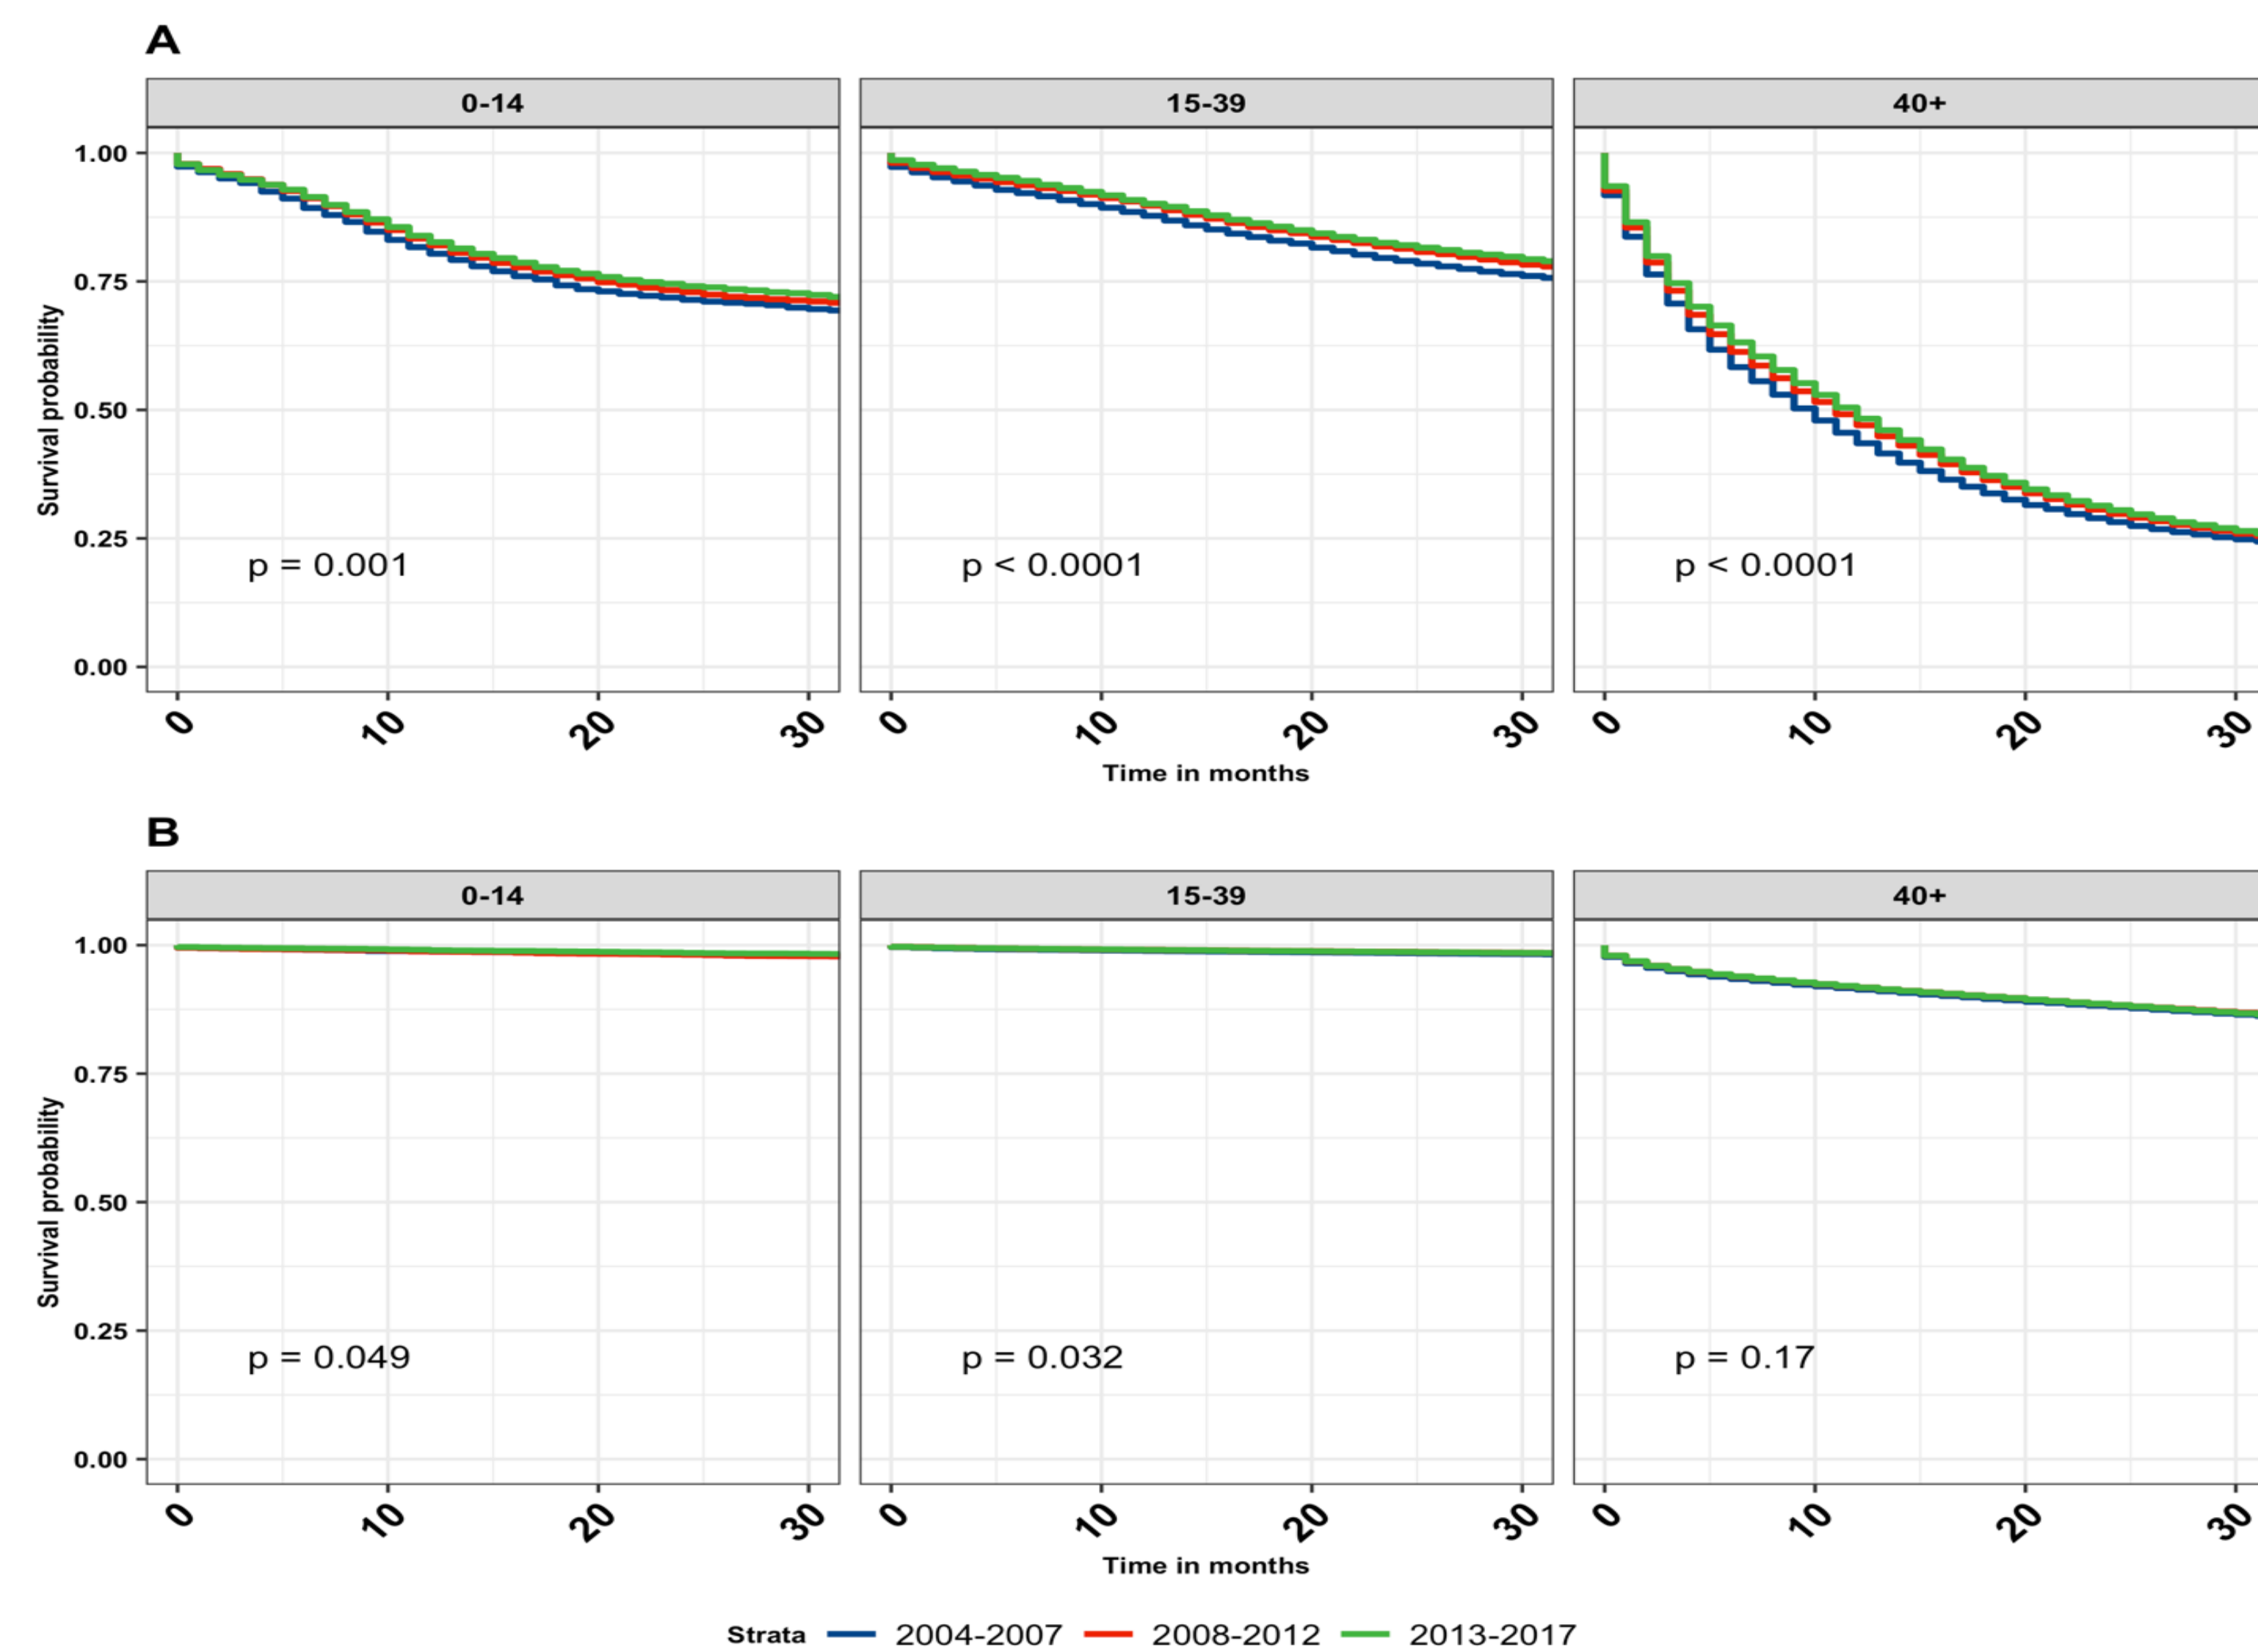 A
0-14 15-39 40+
1.00
0.75
0.50
0.25
0.00
Survival probability
p = 0.001 p < 0.0001 p < 0.0001
0 10 20 30 0 10 20 30 0 10 20 30
Time in months
B
0-14 15-39 40+
1.00
0.75
0.50
0.25
0.00
Survival probability
p = 0.049 p = 0.032 p = 0.17
0 10 20 30 0 10 20 30 0 10 20 30
Time in months
Strata 2004-2007 2008-2012 2013-2017